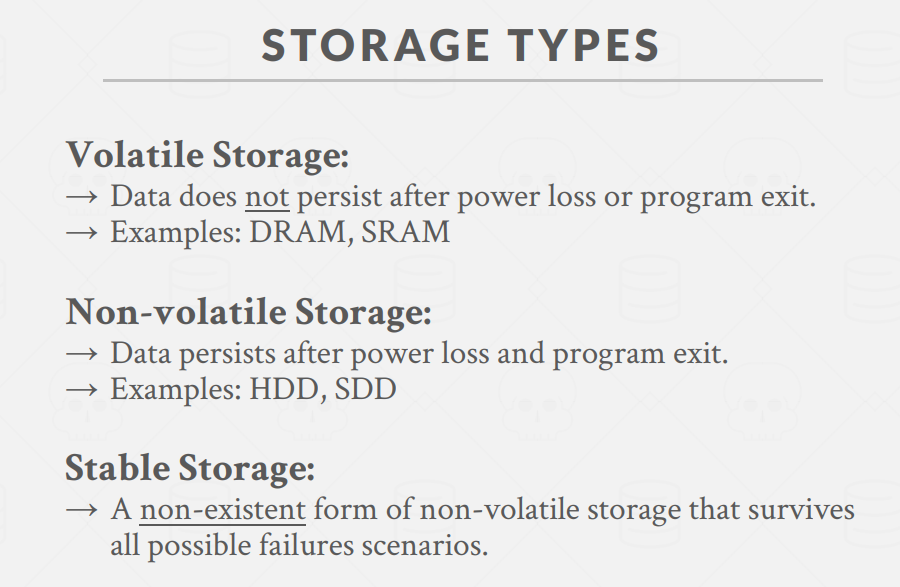 STORAGE TYPES
Volatile Storage:
→ Data does not persist after power loss or program exit.
→ Examples: DRAM, SRAM
Non-volatile Storage:
→ Data persists after power loss and program exit.
→ Examples: HDD, SDD
Stable Storage:
→ A non-existent form of non-volatile storage that survives
all possible failures scenarios.